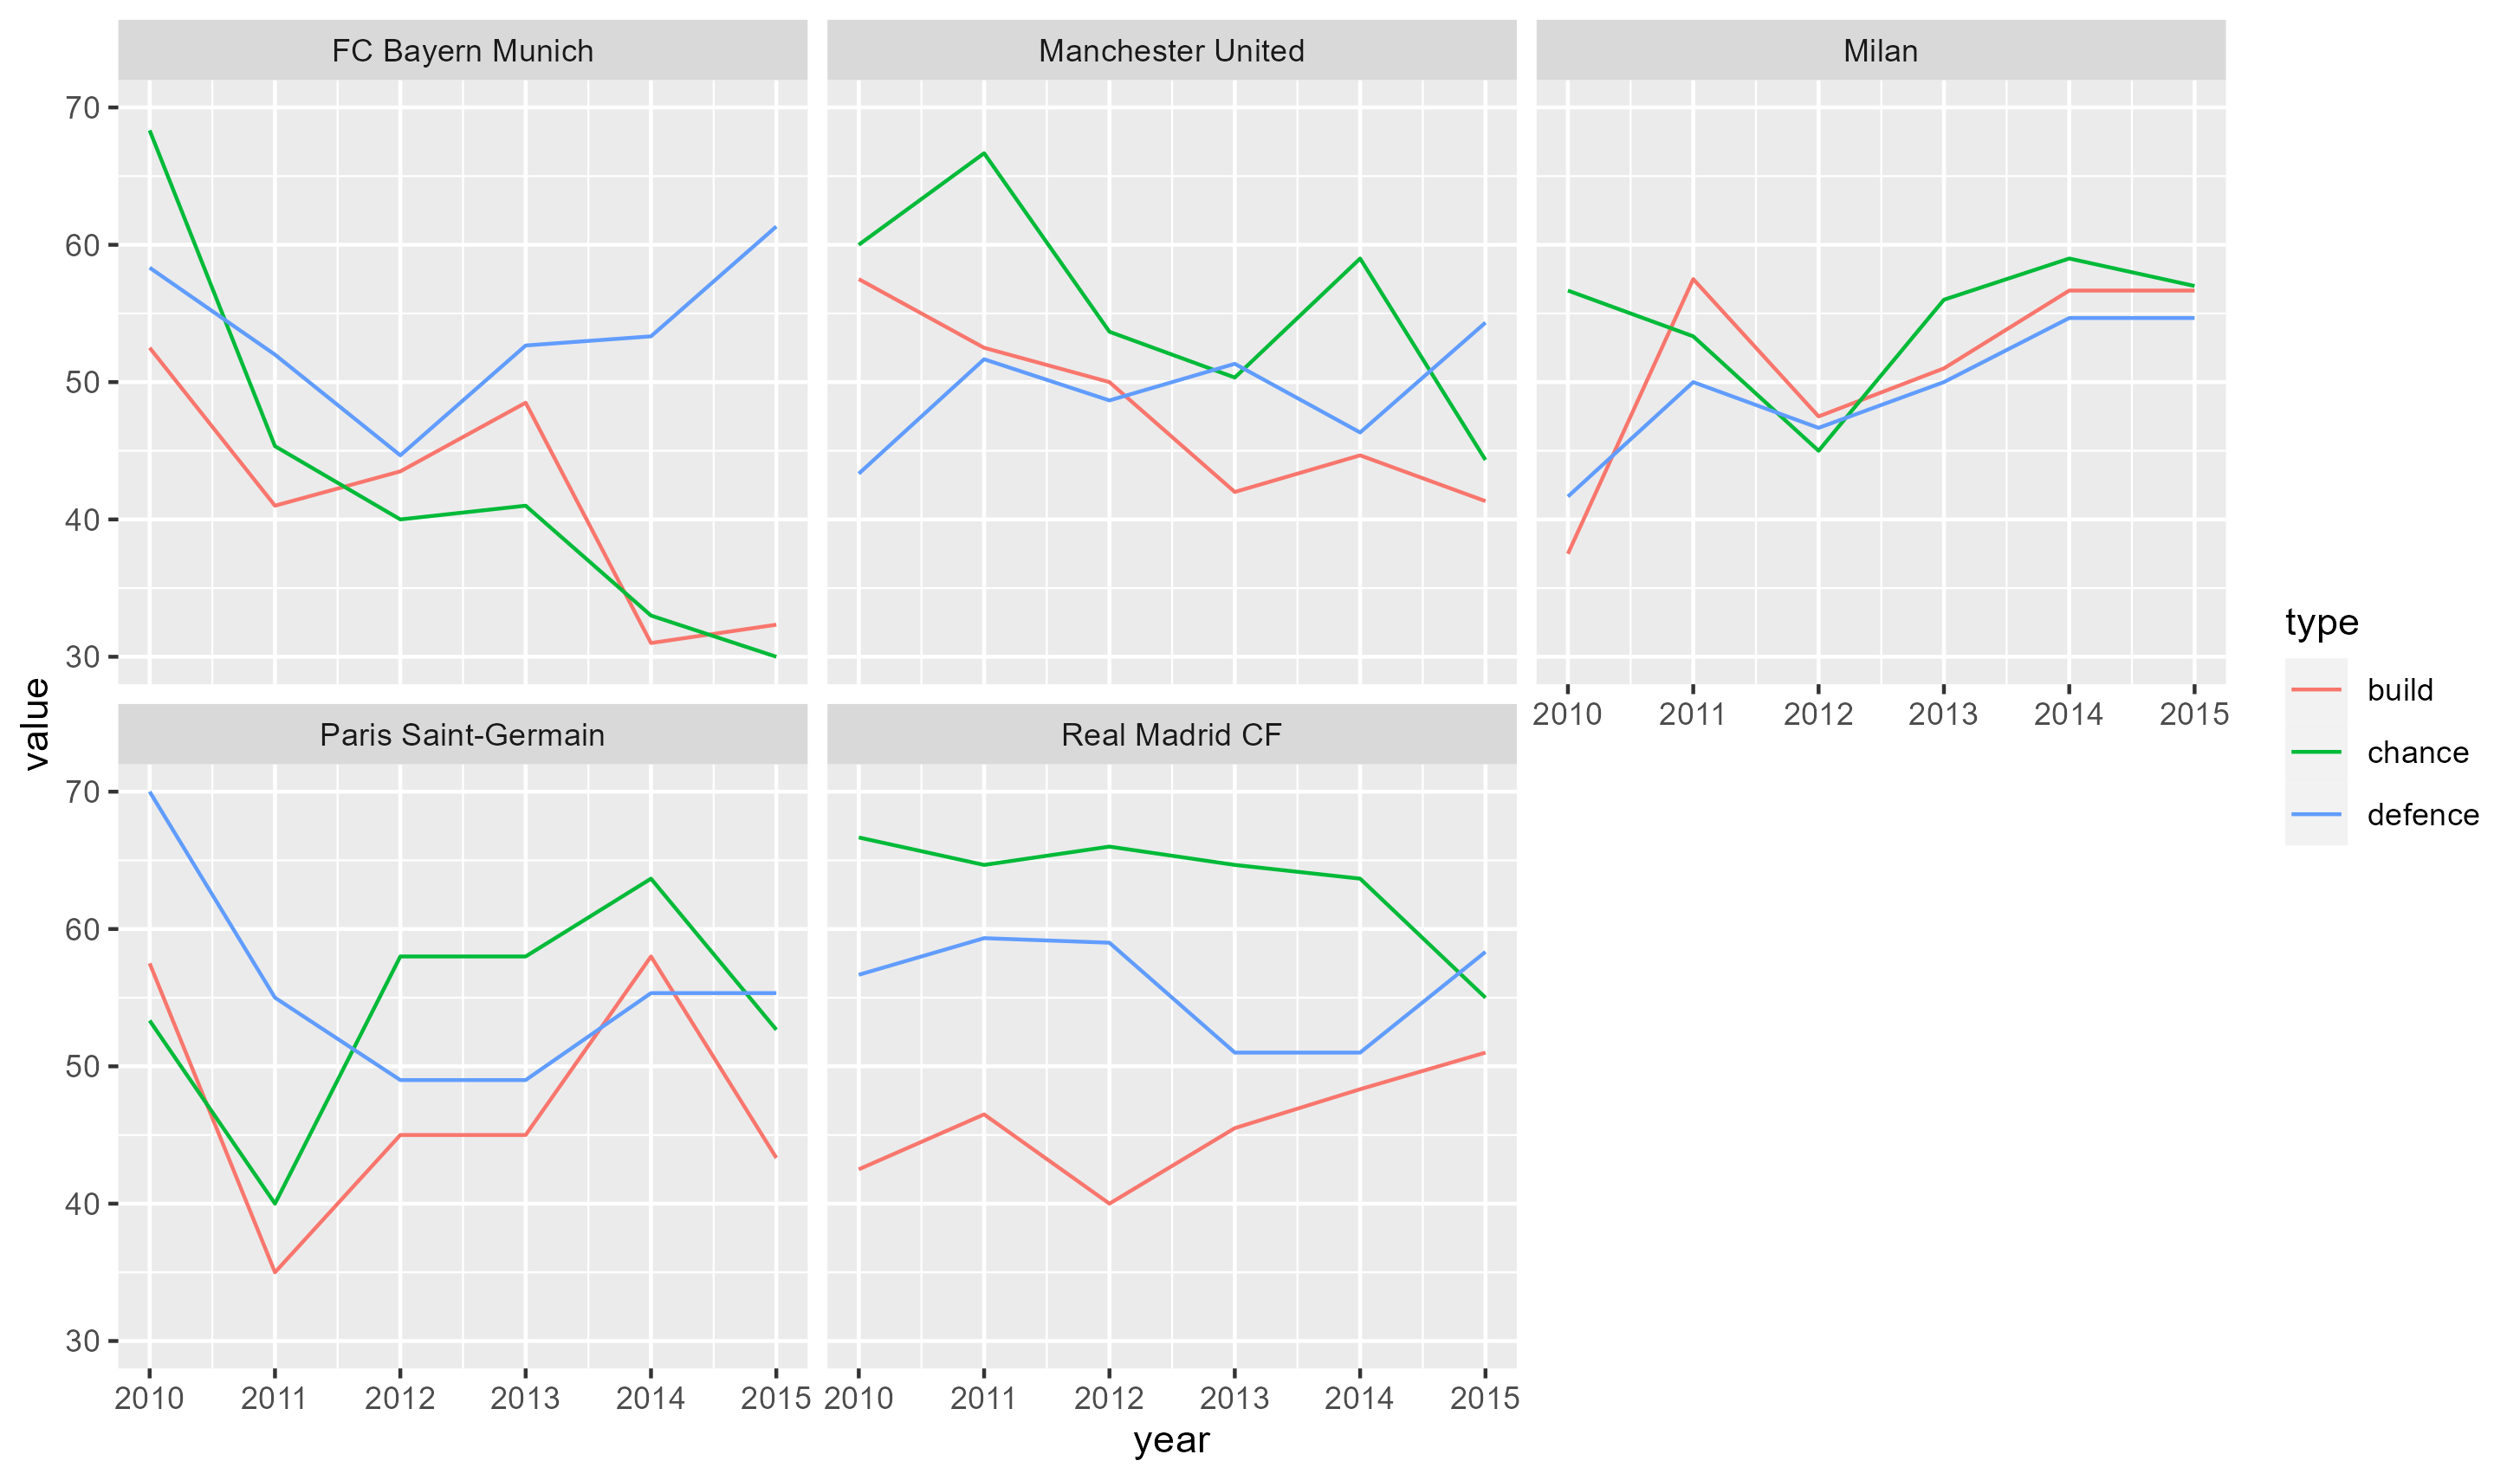 FC Bayern Munich
Manchester United
Milan
70
60
50
40
30
2010 2011 2012 2013 2014 2015
Paris Saint-Germain
Real Madrid CF
70
60
50
40
30
2010 2011 2012 2013 2014 2015
2010 2011 2012 2013 2014 2015
year
value
type
build
chance
defence